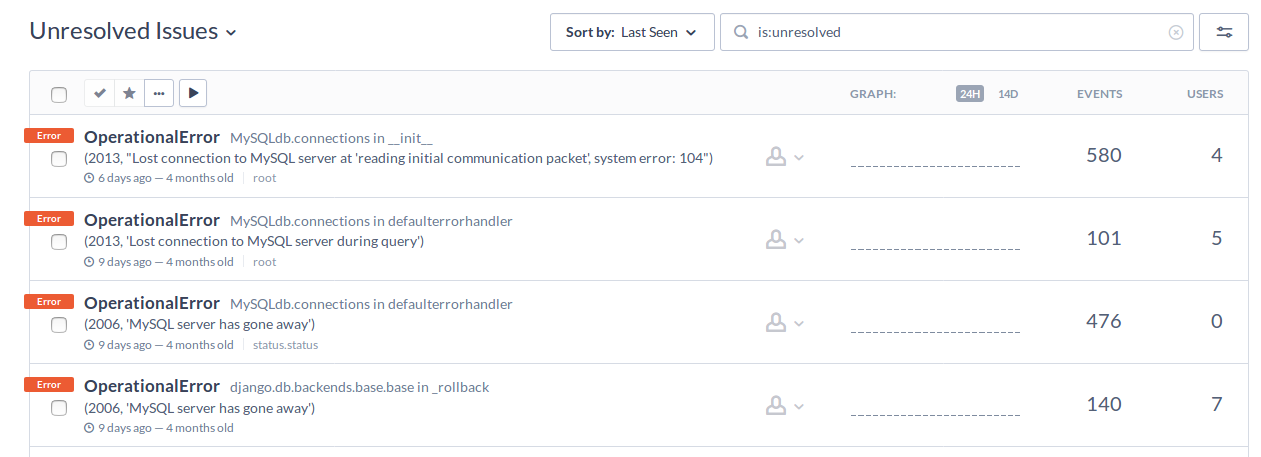 Unresolved Issues
Sort by: Last Seen
is:unresolved
GRAPH: 24H 14D EVENTS USERS
Error OperationalError MySQLdb.connections in __init__
(2013, "Lost connection to MySQL server at 'reading initial communication packet', system error: 104")
580 4
6 days ago — 4 months old root
Error OperationalError MySQLdb.connections in defaulterrorhandler
(2013, 'Lost connection to MySQL server during query')
101 5
9 days ago — 4 months old root
Error OperationalError MySQLdb.connections in defaulterrorhandler
(2006, 'MySQL server has gone away')
476 0
9 days ago — 4 months old status.status
Error OperationalError django.db.backends.base.base in _rollback
(2006, 'MySQL server has gone away')
140 7
9 days ago — 4 months old